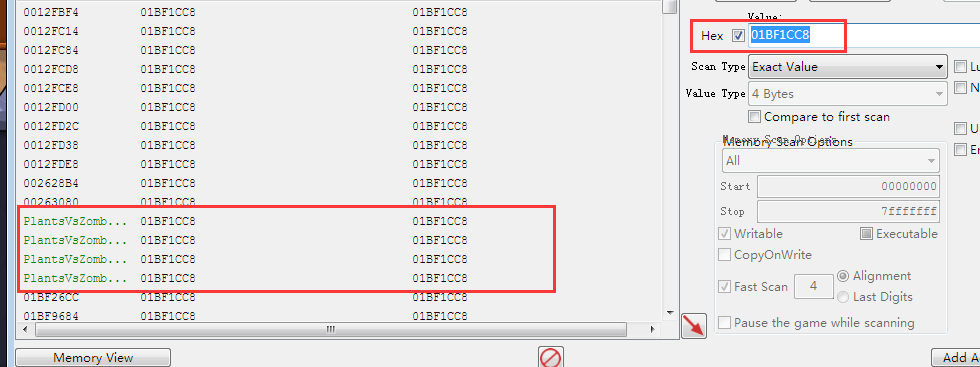 Value:
0012FBF4 01BF1CC8 01BF1CC8
Hex 01BF1CC8
0012FC14 01BF1CC8 01BF1CC8
0012FC84 01BF1CC8 01BF1CC8
Scan Type Exact Value
0012FCD8 01BF1CC8 01BF1CC8
0012FCE8 01BF1CC8 01BF1CC8
Value Type 4 Bytes
0012FD00 01BF1CC8 01BF1CC8
Compare to first scan
0012FD2C 01BF1CC8 01BF1CC8
0012FD38 01BF1CC8 01BF1CC8
Memory Scan Options
0012FDE8 01BF1CC8 01BF1CC8
All
002628B4 01BF1CC8 01BF1CC8
Start 00000000
00263080 01BF1CC8 01BF1CC8
Stop 7fffffff
PlantsVsZomb... 01BF1CC8 01BF1CC8
PlantsVsZomb... 01BF1CC8 01BF1CC8
Writable Executable
PlantsVsZomb... 01BF1CC8 01BF1CC8
CopyOnWrite
PlantsVsZomb... 01BF1CC8 01BF1CC8
Fast Scan 4 Alignment
Last Digits
01BF26CC 01BF1CC8 01BF1CC8
01BF9684 01BF1CC8 01BF1CC8
Pause the game while scanning
Memory View